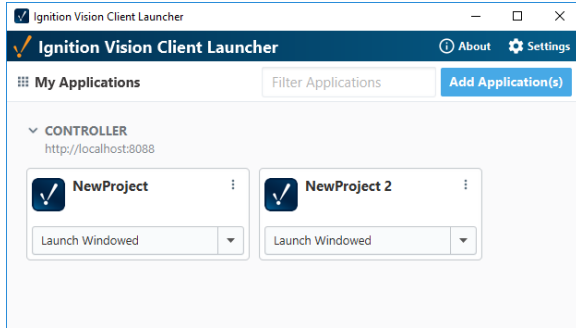 Ignition Vision Client Launcher
Ignition Vision Client Launcher
About
Settings
My Applications
Filter Applications
Add Application(s)
CONTROLLER
http://localhost:8088
NewProject
NewProject 2
Launch Windowed
Launch Windowed